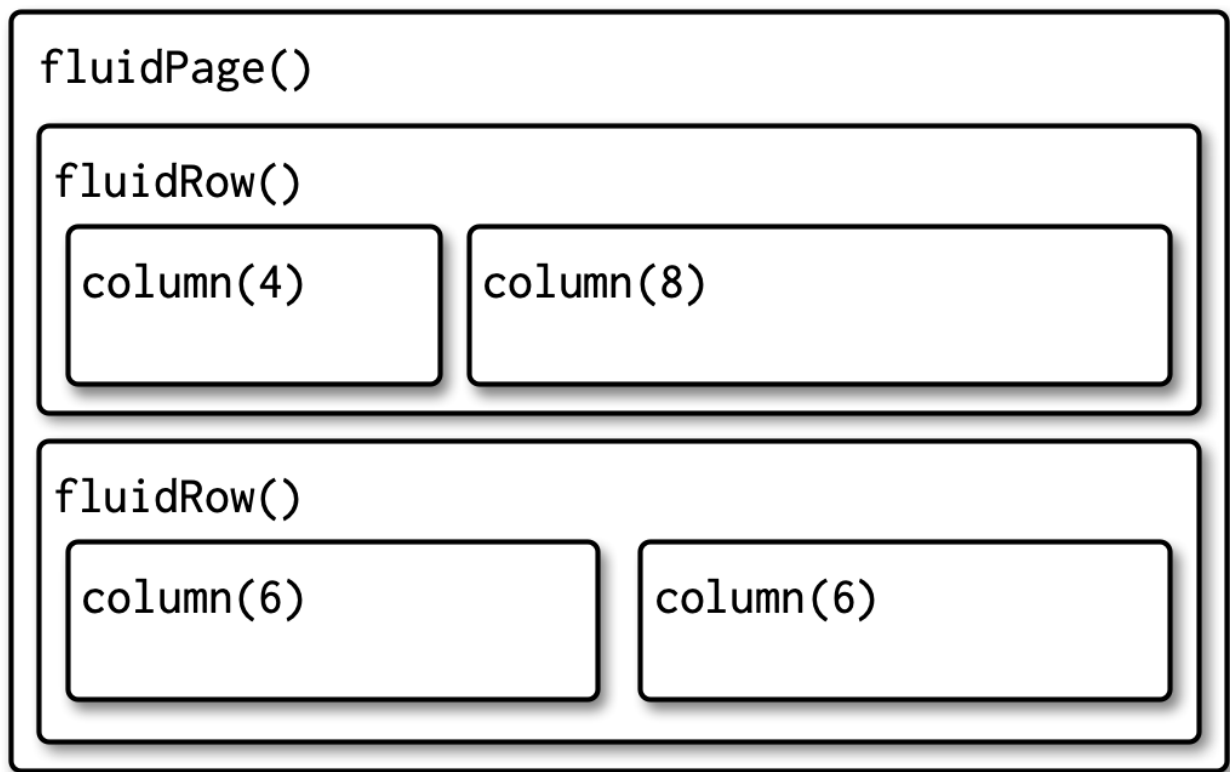 fluidPage()
fluidRow()
column(4) column(8)
fluidRow()
column(6) column(6)